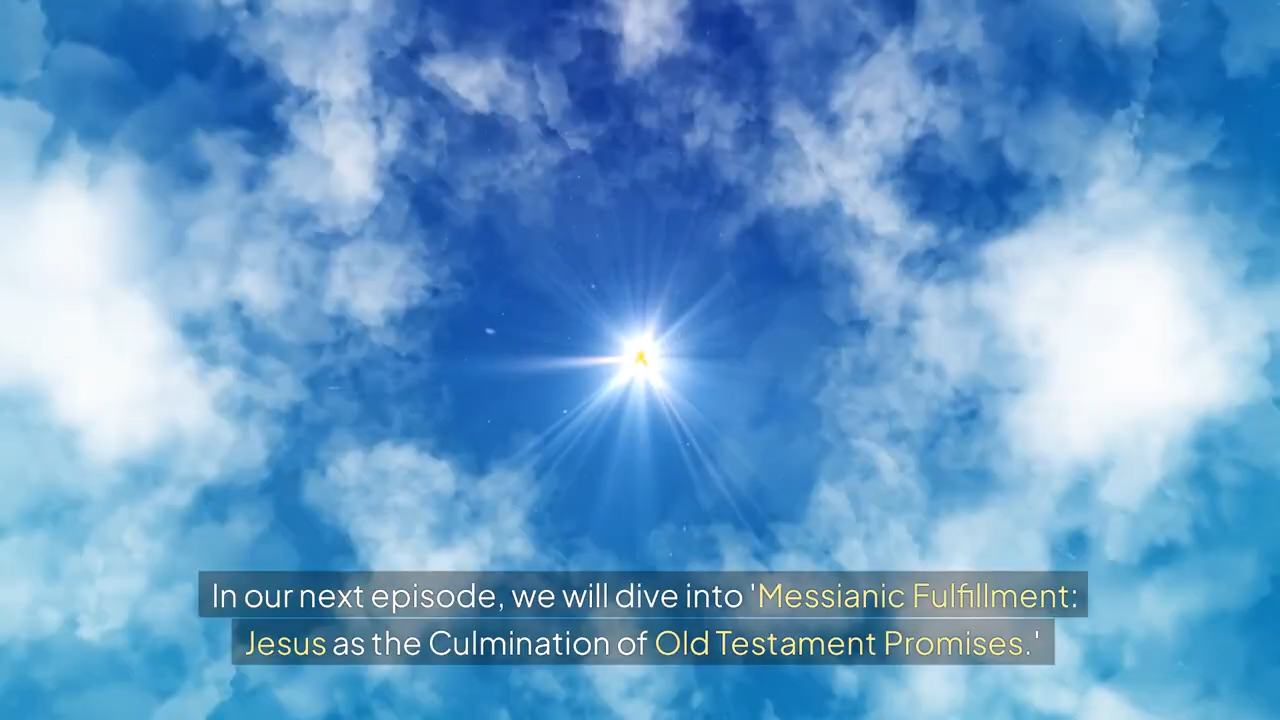 In our next episode, we will dive into 'Messianic Fulfillment:
Jesus as the Culmination of Old Testament Promises.'